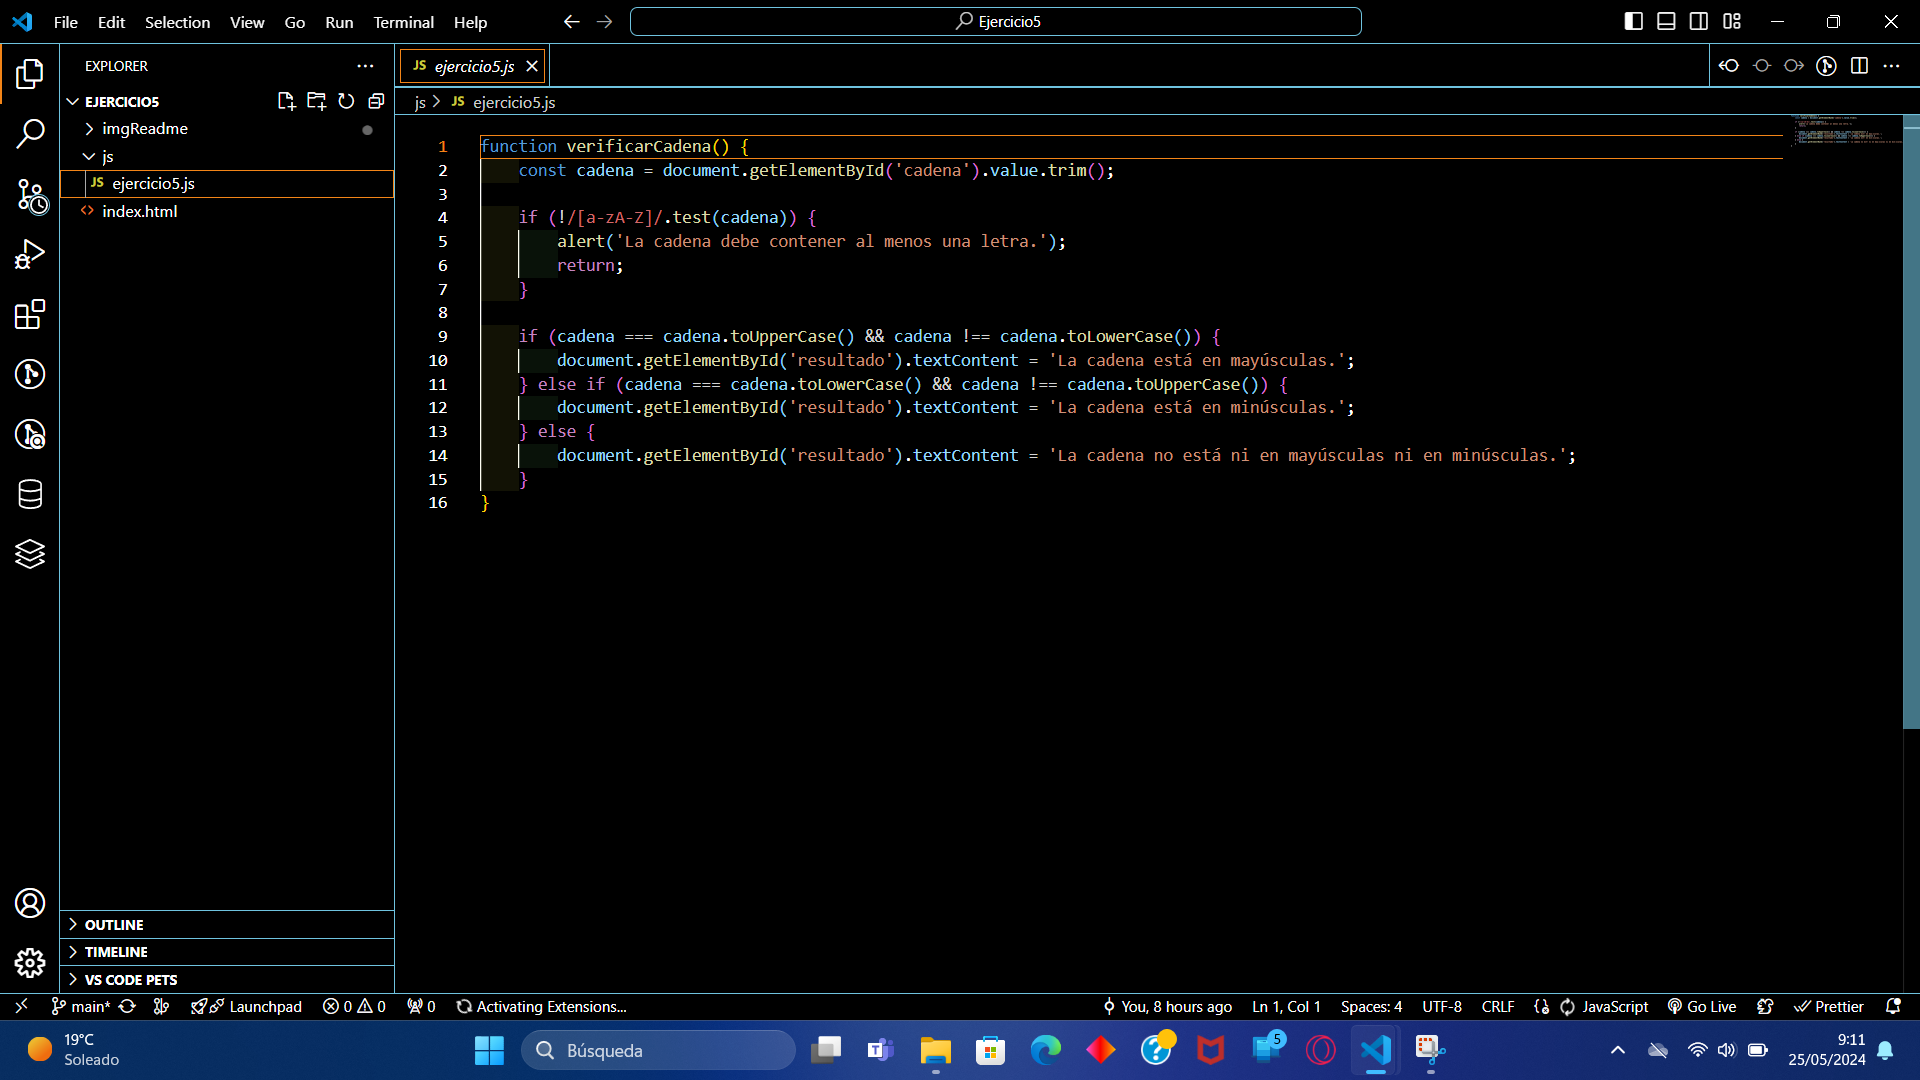 File Edit Selection View Go Run Terminal Help
Ejercicio5
EXPLORER
EJERCICIO5
imgReadme
js
JS ejercicio5.js
index.html
OUTLINE
TIMELINE
VS CODE PETS
JS ejercicio5.js
js > JS ejercicio5.js
1 function verificarCadena() {
2 const cadena = document.getElementById('cadena').value.trim();
3
4 if (!/[a-zA-Z]/.test(cadena)) {
5 alert('La cadena debe contener al menos una letra.');
6 return;
7 }
8
9 if (cadena === cadena.toUpperCase() && cadena !== cadena.toLowerCase()) {
10 document.getElementById('resultado').textContent = 'La cadena está en mayúsculas.';
11 } else if (cadena === cadena.toLowerCase() && cadena !== cadena.toUpperCase()) {
12 document.getElementById('resultado').textContent = 'La cadena está en minúsculas.';
13 } else {
14 document.getElementById('resultado').textContent = 'La cadena no está ni en mayúsculas ni en minúsculas.';
15 }
16 }
main* Launchpad 0 0 0 Activating Extensions... You, 8 hours ago Ln 1, Col 1 Spaces: 4 UTF-8 CRLF JavaScript Go Live Prettier
19°C
Soleado
Búsqueda
5
9:11
25/05/2024